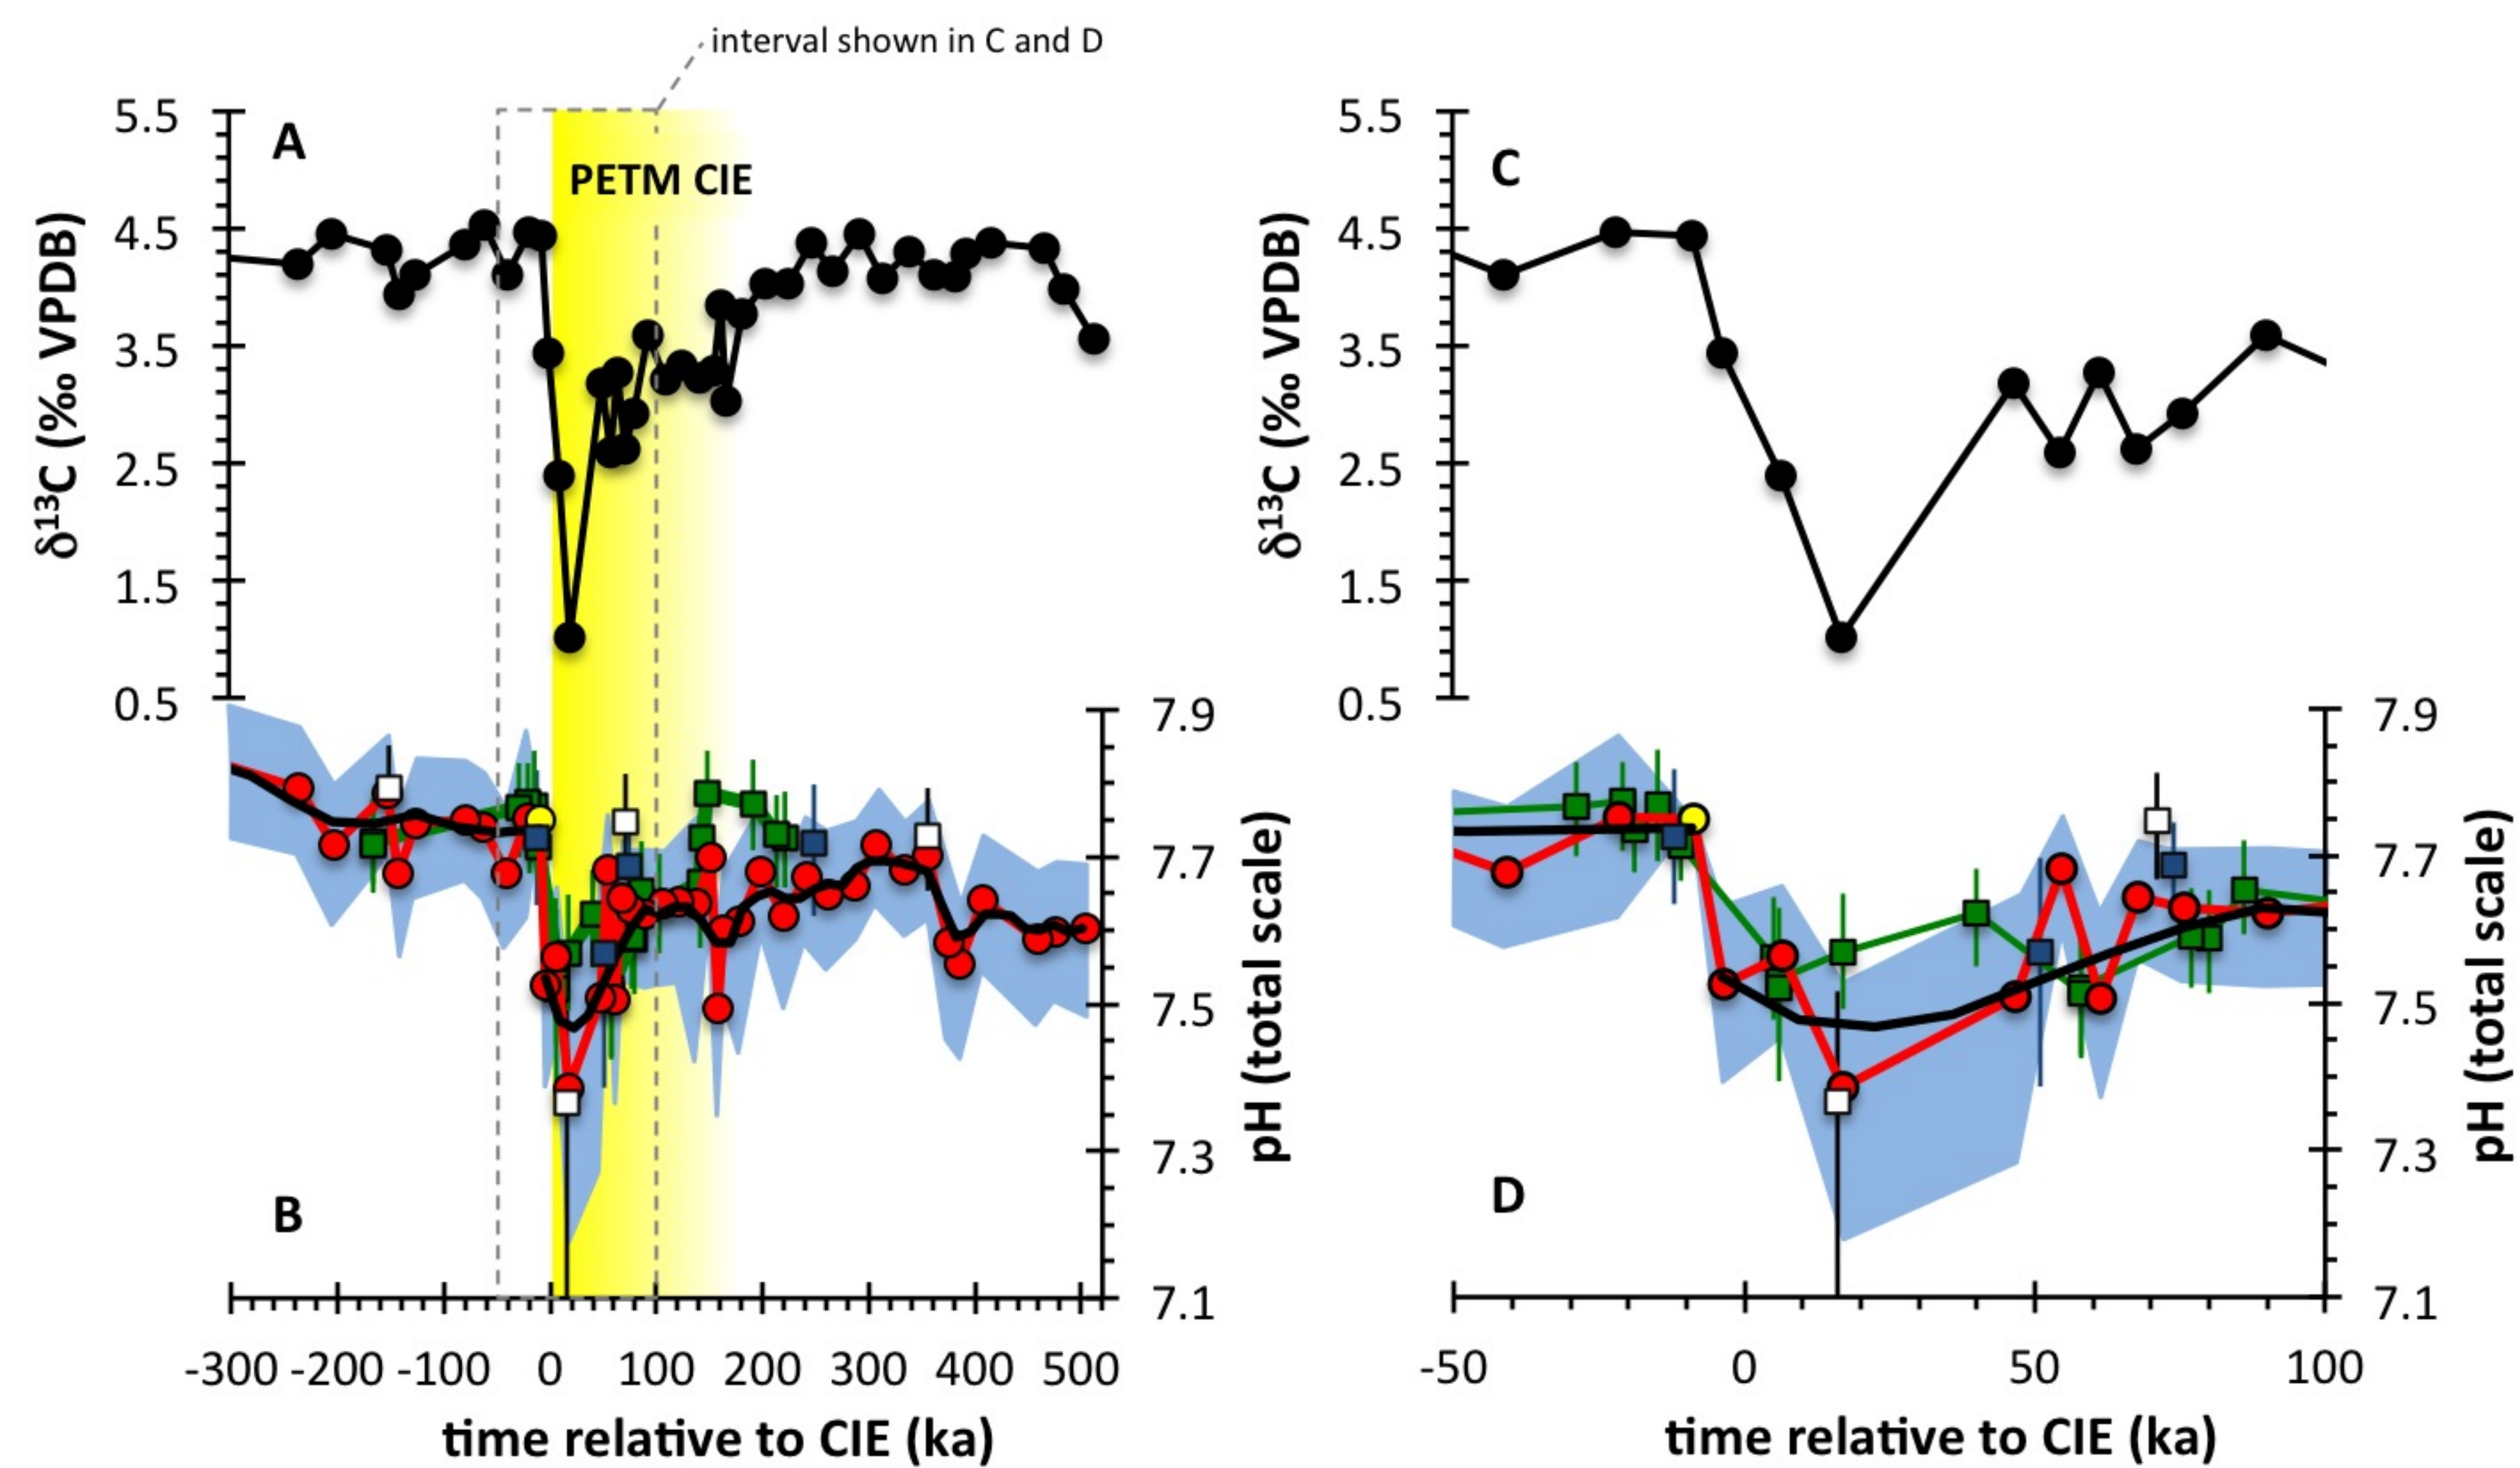 interval shown in C and D
A
PETM CIE
5.5
4.5
3.5
2.5
1.5
0.5
δ¹³C (‰ VPDB)
C
5.5
4.5
3.5
2.5
1.5
0.5
δ¹³C (‰ VPDB)
B
7.9
7.7
7.5
7.3
7.1
pH (total scale)
-300 -200 -100 0 100 200 300 400 500
time relative to CIE (ka)
D
7.9
7.7
7.5
7.3
7.1
pH (total scale)
-50 0 50 100
time relative to CIE (ka)